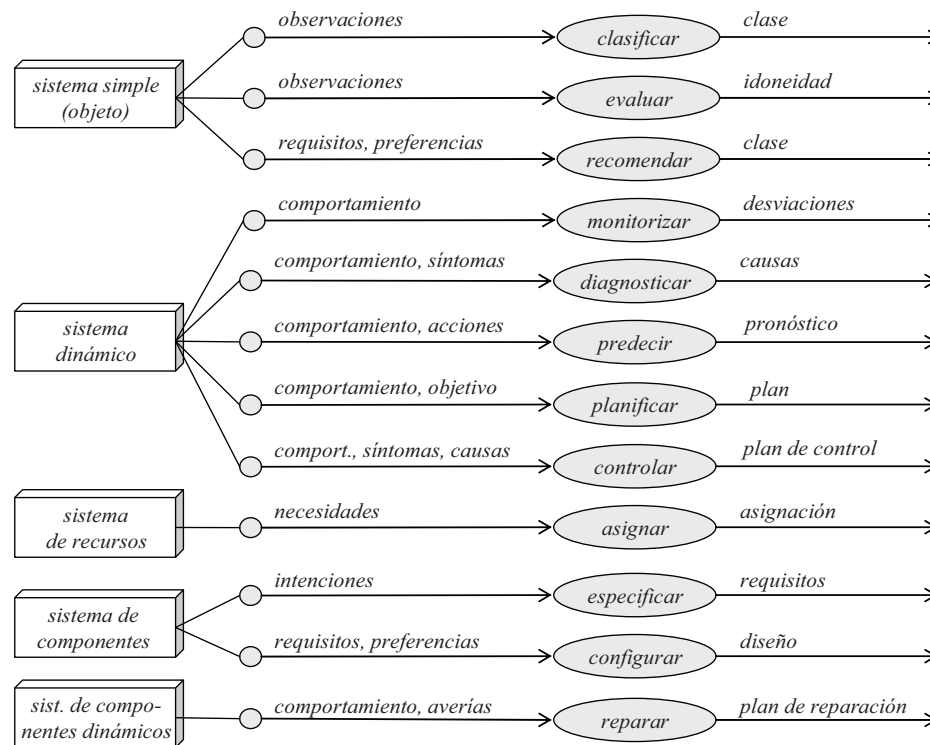 observaciones
clasificar
clase
sistema simple
(objeto)
observaciones
evaluar
idoneidad
requisitos, preferencias
recomendar
clase
sistema
dinámico
comportamiento
monitorizar
desviaciones
comportamiento, síntomas
diagnosticar
causas
comportamiento, acciones
predecir
pronóstico
comportamiento, objetivo
planificar
plan
comport., síntomas, causas
controlar
plan de control
sistema
de recursos
necesidades
asignar
asignación
sistema de
componentes
intenciones
especificar
requisitos
requisitos, preferencias
configurar
diseño
sist. de compo-
nentes dinámicos
comportamiento, averías
reparar
plan de reparación